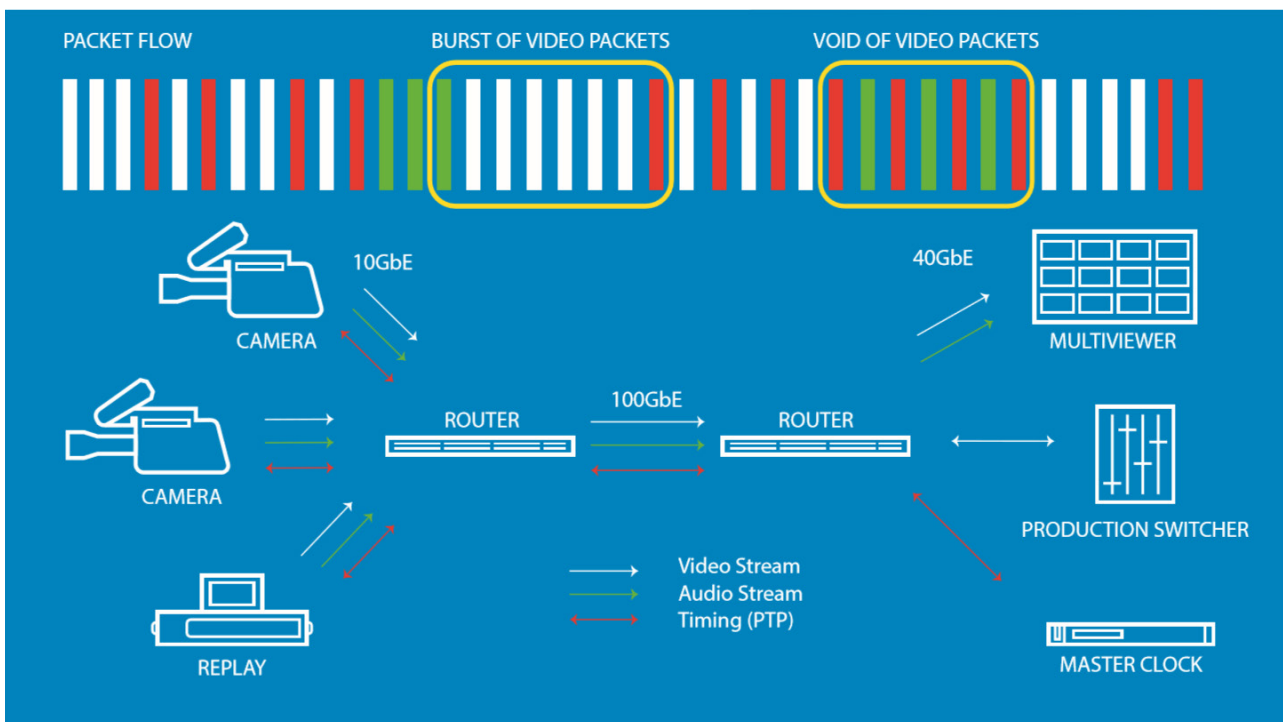 PACKET FLOW
BURST OF VIDEO PACKETS
VOID OF VIDEO PACKETS
10GbE
40GbE
CAMERA
MULTIVIEWER
100GbE
ROUTER
ROUTER
CAMERA
PRODUCTION SWITCHER
Video Stream
Audio Stream
Timing (PTP)
REPLAY
MASTER CLOCK